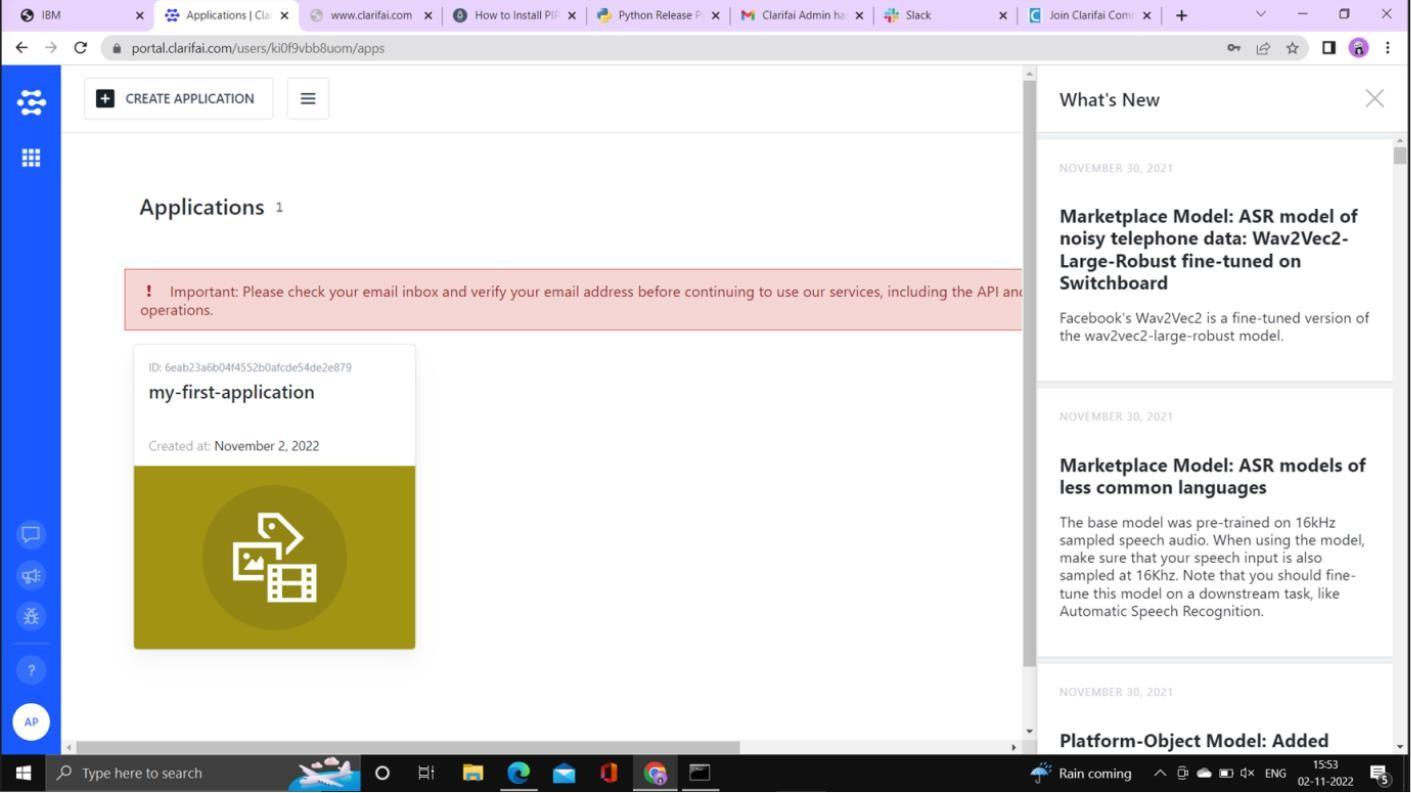 IBM
Applications | Cla
www.clarifai.com
How to Install PIP
Python Release P
Clarifai Admin ha
Slack
Join Clarifai Com
portal.clarifai.com/users/ki0f9vbb8uom/apps
CREATE APPLICATION
What's New
NOVEMBER 30, 2021
Applications 1
Marketplace Model: ASR model of
noisy telephone data: Wav2Vec2-
Large-Robust fine-tuned on
Switchboard
Facebook's Wav2Vec2 is a fine-tuned version of
the wav2vec2-large-robust model.
! Important: Please check your email inbox and verify your email address before continuing to use our services, including the API and
operations.
ID: 6eab23a6b04f4552b0afcde54de2e879
my-first-application
Created at: November 2, 2022
NOVEMBER 30, 2021
Marketplace Model: ASR models of
less common languages
The base model was pre-trained on 16kHz
sampled speech audio. When using the model,
make sure that your speech input is also
sampled at 16Khz. Note that you should fine-
tune this model on a downstream task, like
Automatic Speech Recognition.
NOVEMBER 30, 2021
Platform-Object Model: Added
?
AP
Type here to search
Rain coming
ENG
15:53
02-11-2022
5